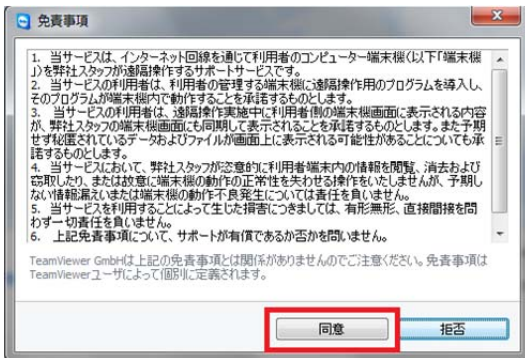 免責事項
1. 当サービスは、インターネット回線を通じて利用者のコンピューター端末機(以下「端末機
」)を弊社スタッフが遠隔操作するサポートサービスです。
2. 当サービスの利用者は、利用者の管理する端末機に遠隔操作用のプログラムを導入し、
そのプログラムが端末機内で動作することを承諾するものとします。
3. 当サービスの利用者は、遠隔操作実施中に利用者側の端末機画面に表示される内容
が、弊社スタッフの端末機画面にも同期して表示されることを承諾するものとします。また予期
せず秘匿されているデータおよびファイルが画面上に表示される可能性があることについても承
諾するものとします。
4. 当サービスにおいて、弊社スタッフが恣意的に利用者端末内の情報を閲覧、消去および
窃取したり、または故意に端末機の動作の正常性を失わせる操作をいたしませんが、予期し
ない情報漏えいまたは端末機の動作不良発生については責任を負いません。
5. 当サービスを利用することによって生じた損害につきましては、有形無形、直接間接を問
わず一切責任を負いません。
6. 上記免責事項について、サポートが有償であるか否かを問いません。
TeamViewer GmbHは上記の免責事項とは関係がありませんのでご注意ください。免責事項は
TeamViewerユーザによって個別に定義されます。
同意
拒否